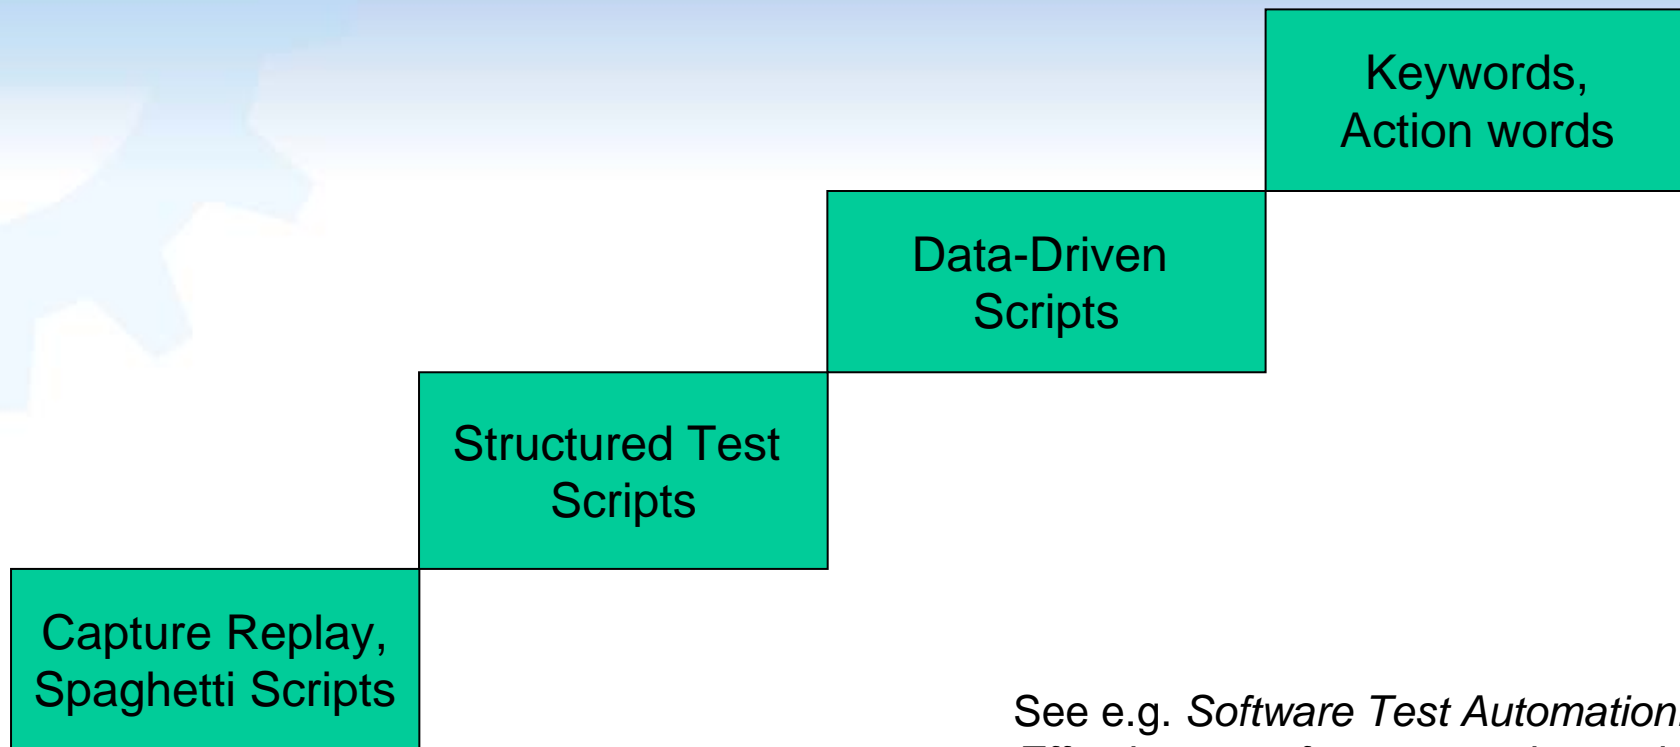 Keywords,
Action words
Data-Driven
Scripts
Structured Test
Scripts
Capture Replay,
Spaghetti Scripts
See e.g. Software Test Automation